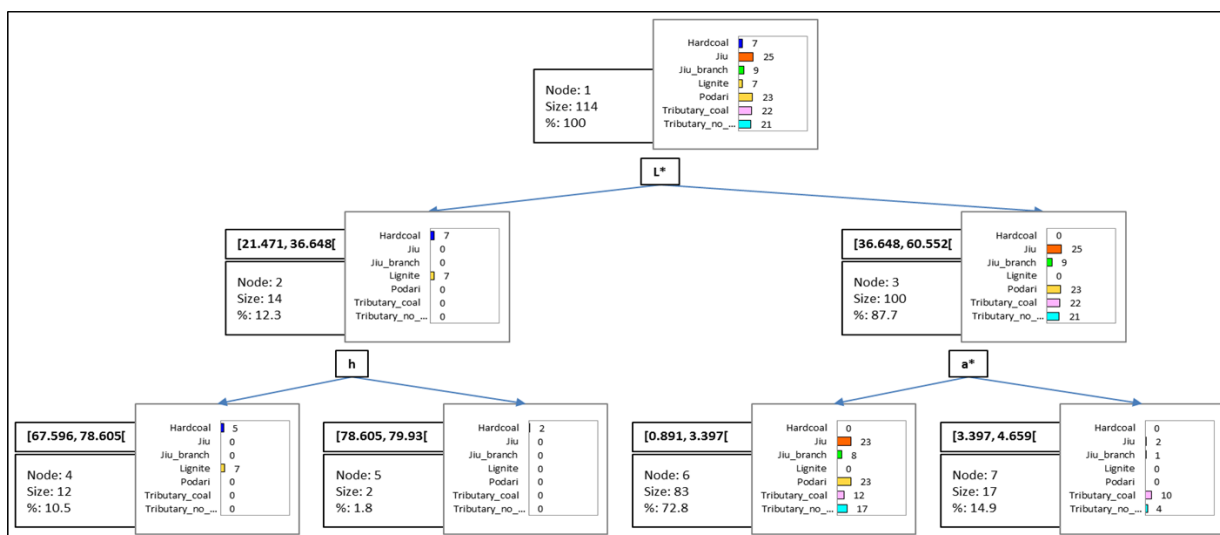 Hardcoal 7
Jiu 25
Jiu_branch 9
Lignite 7
Podari 23
Tributary_coal 22
Tributary_no_... 21
Node: 1
Size: 114
%: 100
L*
[21.471, 36.648[
Node: 2
Size: 14
%: 12.3
Hardcoal 7
Jiu 0
Jiu_branch 0
Lignite 7
Podari 0
Tributary_coal 0
Tributary_no_... 0
[36.648, 60.552[
Node: 3
Size: 100
%: 87.7
Hardcoal 0
Jiu 25
Jiu_branch 9
Lignite 0
Podari 23
Tributary_coal 22
Tributary_no_... 21
h
a*
[67.596, 78.605[
Node: 4
Size: 12
%: 10.5
Hardcoal 5
Jiu 0
Jiu_branch 0
Lignite 7
Podari 0
Tributary_coal 0
Tributary_no_... 0
[78.605, 79.93[
Node: 5
Size: 2
%: 1.8
Hardcoal 2
Jiu 0
Jiu_branch 0
Lignite 0
Podari 0
Tributary_coal 0
Tributary_no_... 0
[0.891, 3.397[
Node: 6
Size: 83
%: 72.8
Hardcoal 0
Jiu 23
Jiu_branch 8
Lignite 0
Podari 23
Tributary_coal 12
Tributary_no_... 17
[3.397, 4.659[
Node: 7
Size: 17
%: 14.9
Hardcoal 0
Jiu 2
Jiu_branch 1
Lignite 0
Podari 0
Tributary_coal 10
Tributary_no_... 4